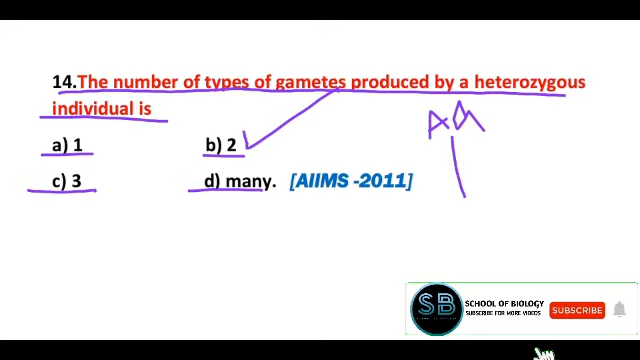 14.The number of types of gametes produced by a heterozygous
individual is
a) 1 b) 2
c) 3 d) many. [AIIMS -2011]
Aa
SB SCHOOL OF BIOLOGY
SUBSCRIBE FOR MORE VIDEOS
SUBSCRIBE